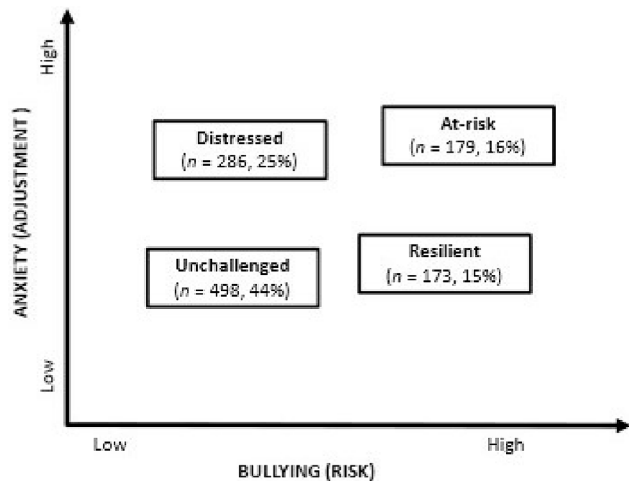 High
ANXIETY (ADJUSTMENT )
Low
Distressed
(n = 286, 25%)
At-risk
(n = 179, 16%)
Unchallenged
(n = 498, 44%)
Resilient
(n = 173, 15%)
Low
High
BULLYING (RISK)